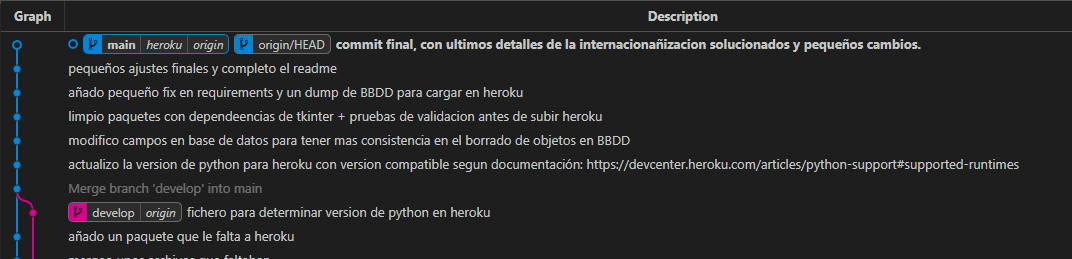 Graph Description
main heroku origin origin/HEAD commit final, con ultimos detalles de la internacionañizacion solucionados y pequeños cambios.
pequeños ajustes finales y completo el readme
añado pequeño fix en requirements y un dump de BBDD para cargar en heroku
limpio paquetes con dependeencias de tkinter + pruebas de validacion antes de subir heroku
modifico campos en base de datos para tener mas consistencia en el borrado de objetos en BBDD
actualizo la version de python para heroku con version compatible segun documentación: https://devcenter.heroku.com/articles/python-support#supported-runtimes
Merge branch 'develop' into main
develop origin fichero para determinar version de python en heroku
añado un paquete que le falta a heroku